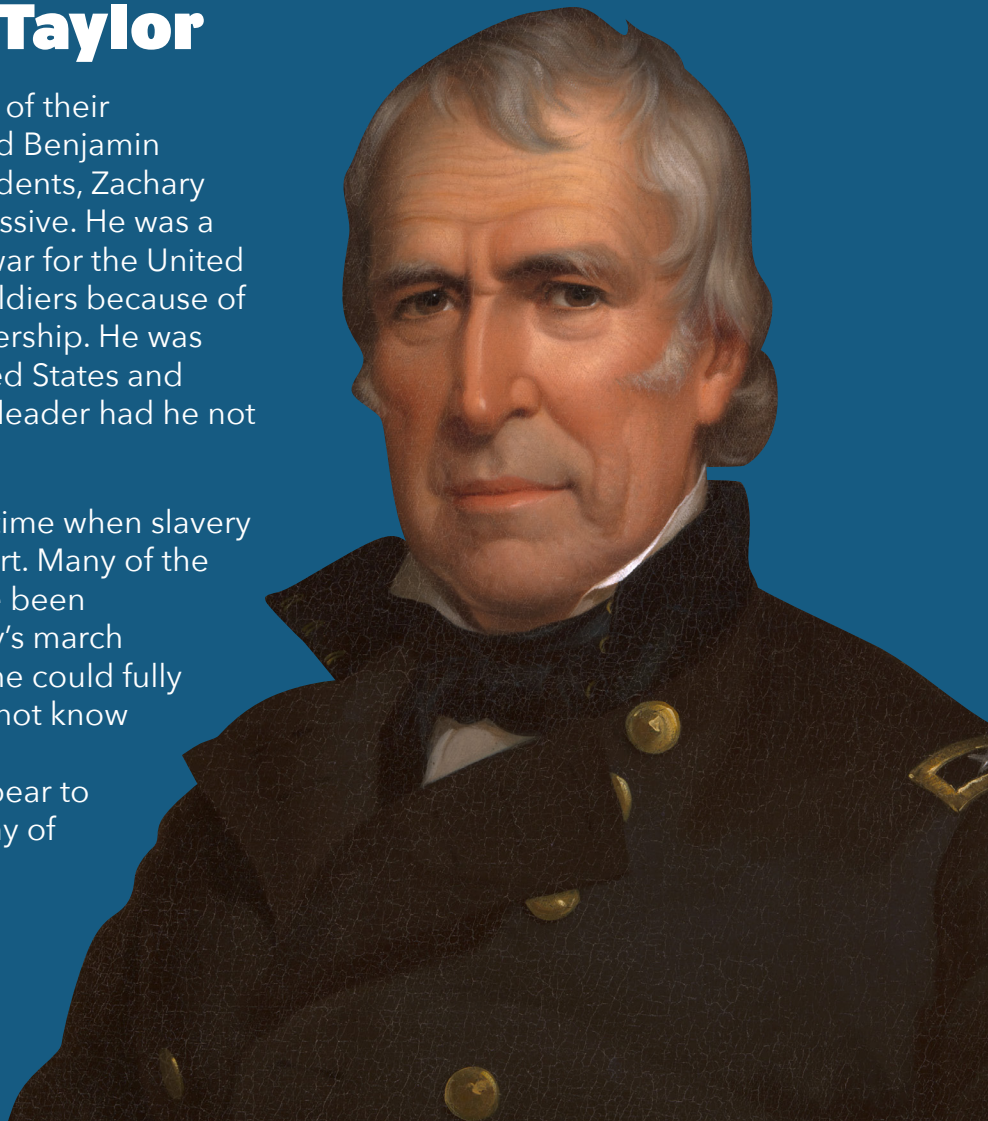 Taylor
of their
d Benjamin
dents, Zachary
ssive. He was a
war for the United
ldiers because of
ership. He was
ed States and
leader had he not
time when slavery
rt. Many of the
e been
y’s march
he could fully
not know
pear to
ny of